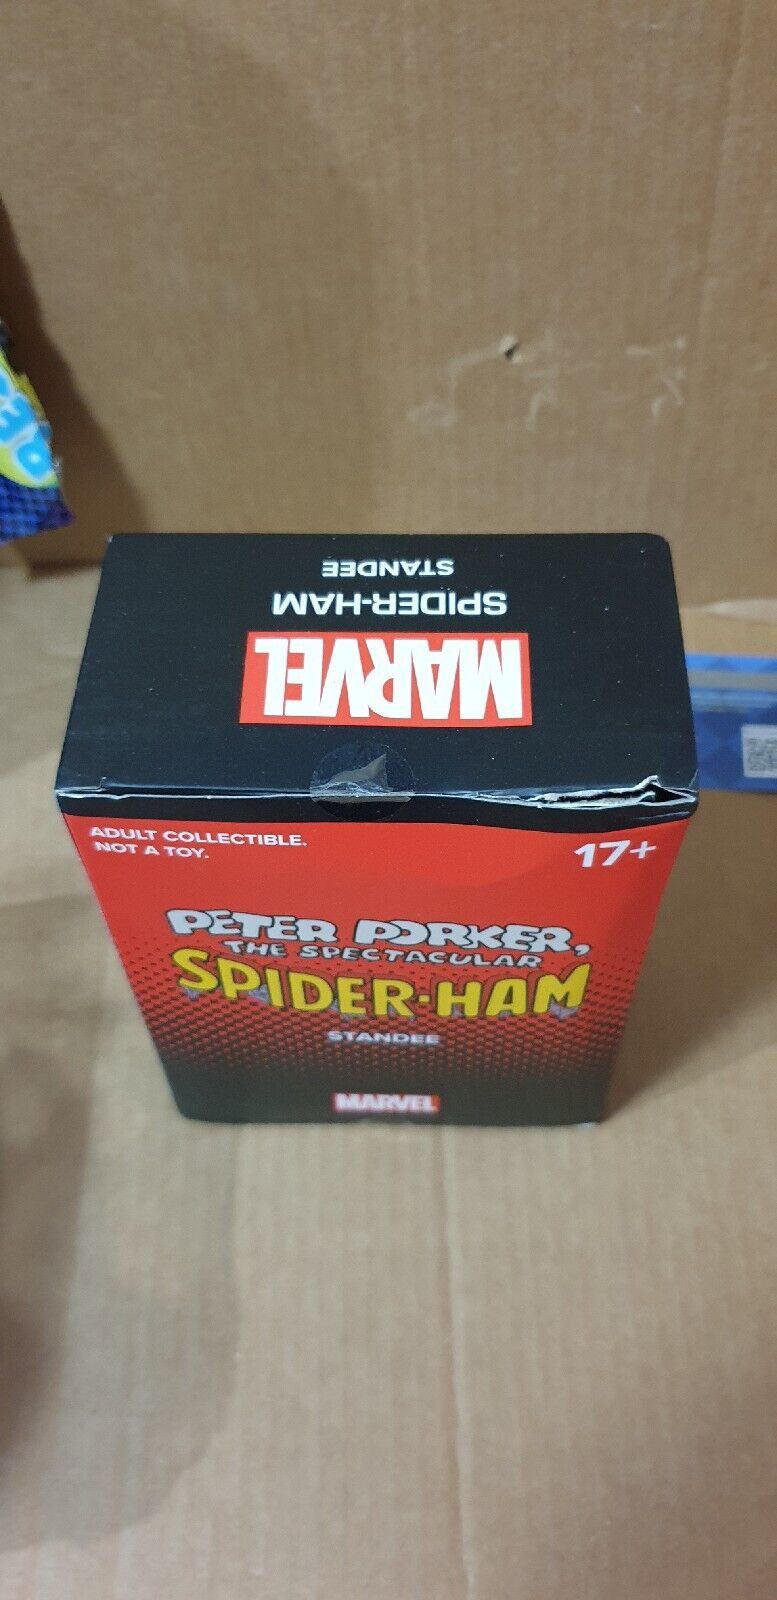 MARVEL
SPIDER-HAM
STANDEE
ADULT COLLECTIBLE.
NOT A TOY.
17+
PETER PORKER,
THE SPECTACULAR
SPIDER-HAM
STANDEE
MARVEL